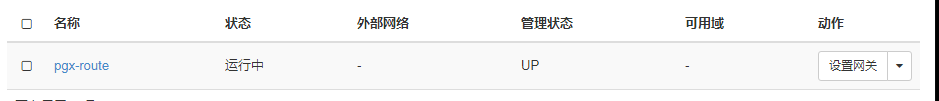 名称 状态 外部网络 管理状态 可用域 动作
pgx-route 运行中 - UP - 设置网关